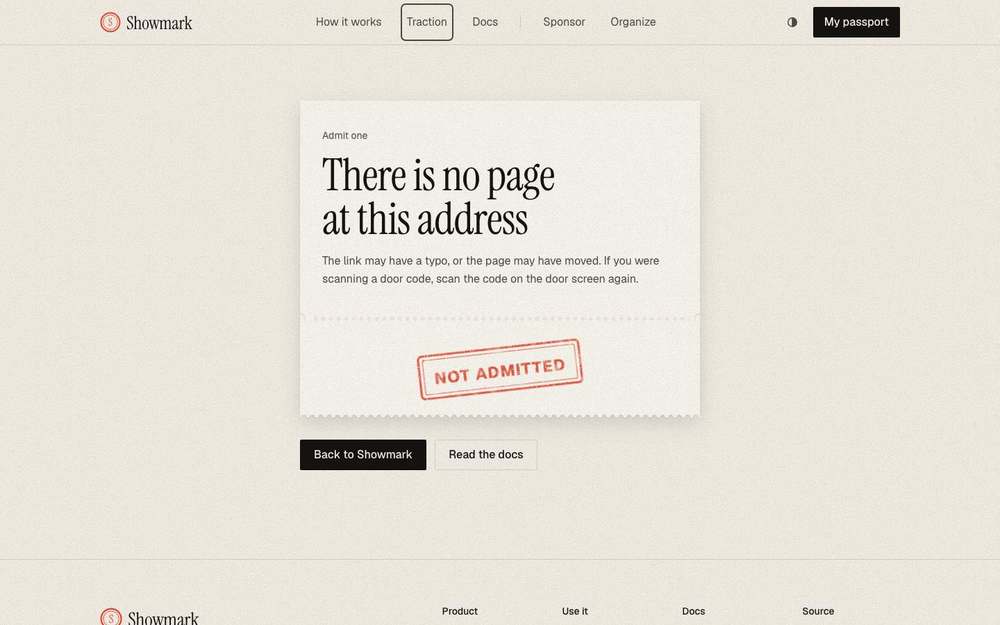 S Showmark
How it works
Traction
Docs
Sponsor
Organize
My passport
Admit one
There is no page
at this address
The link may have a typo, or the page may have moved. If you were
scanning a door code, scan the code on the door screen again.
NOT ADMITTED
Back to Showmark
Read the docs
S Showmark
Product
Use it
Docs
Source